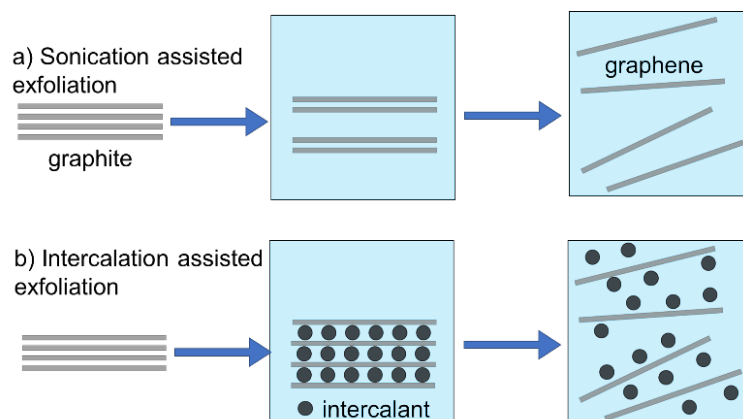 a) Sonication assisted
exfoliation
graphite
graphene
b) Intercalation assisted
exfoliation
intercalant